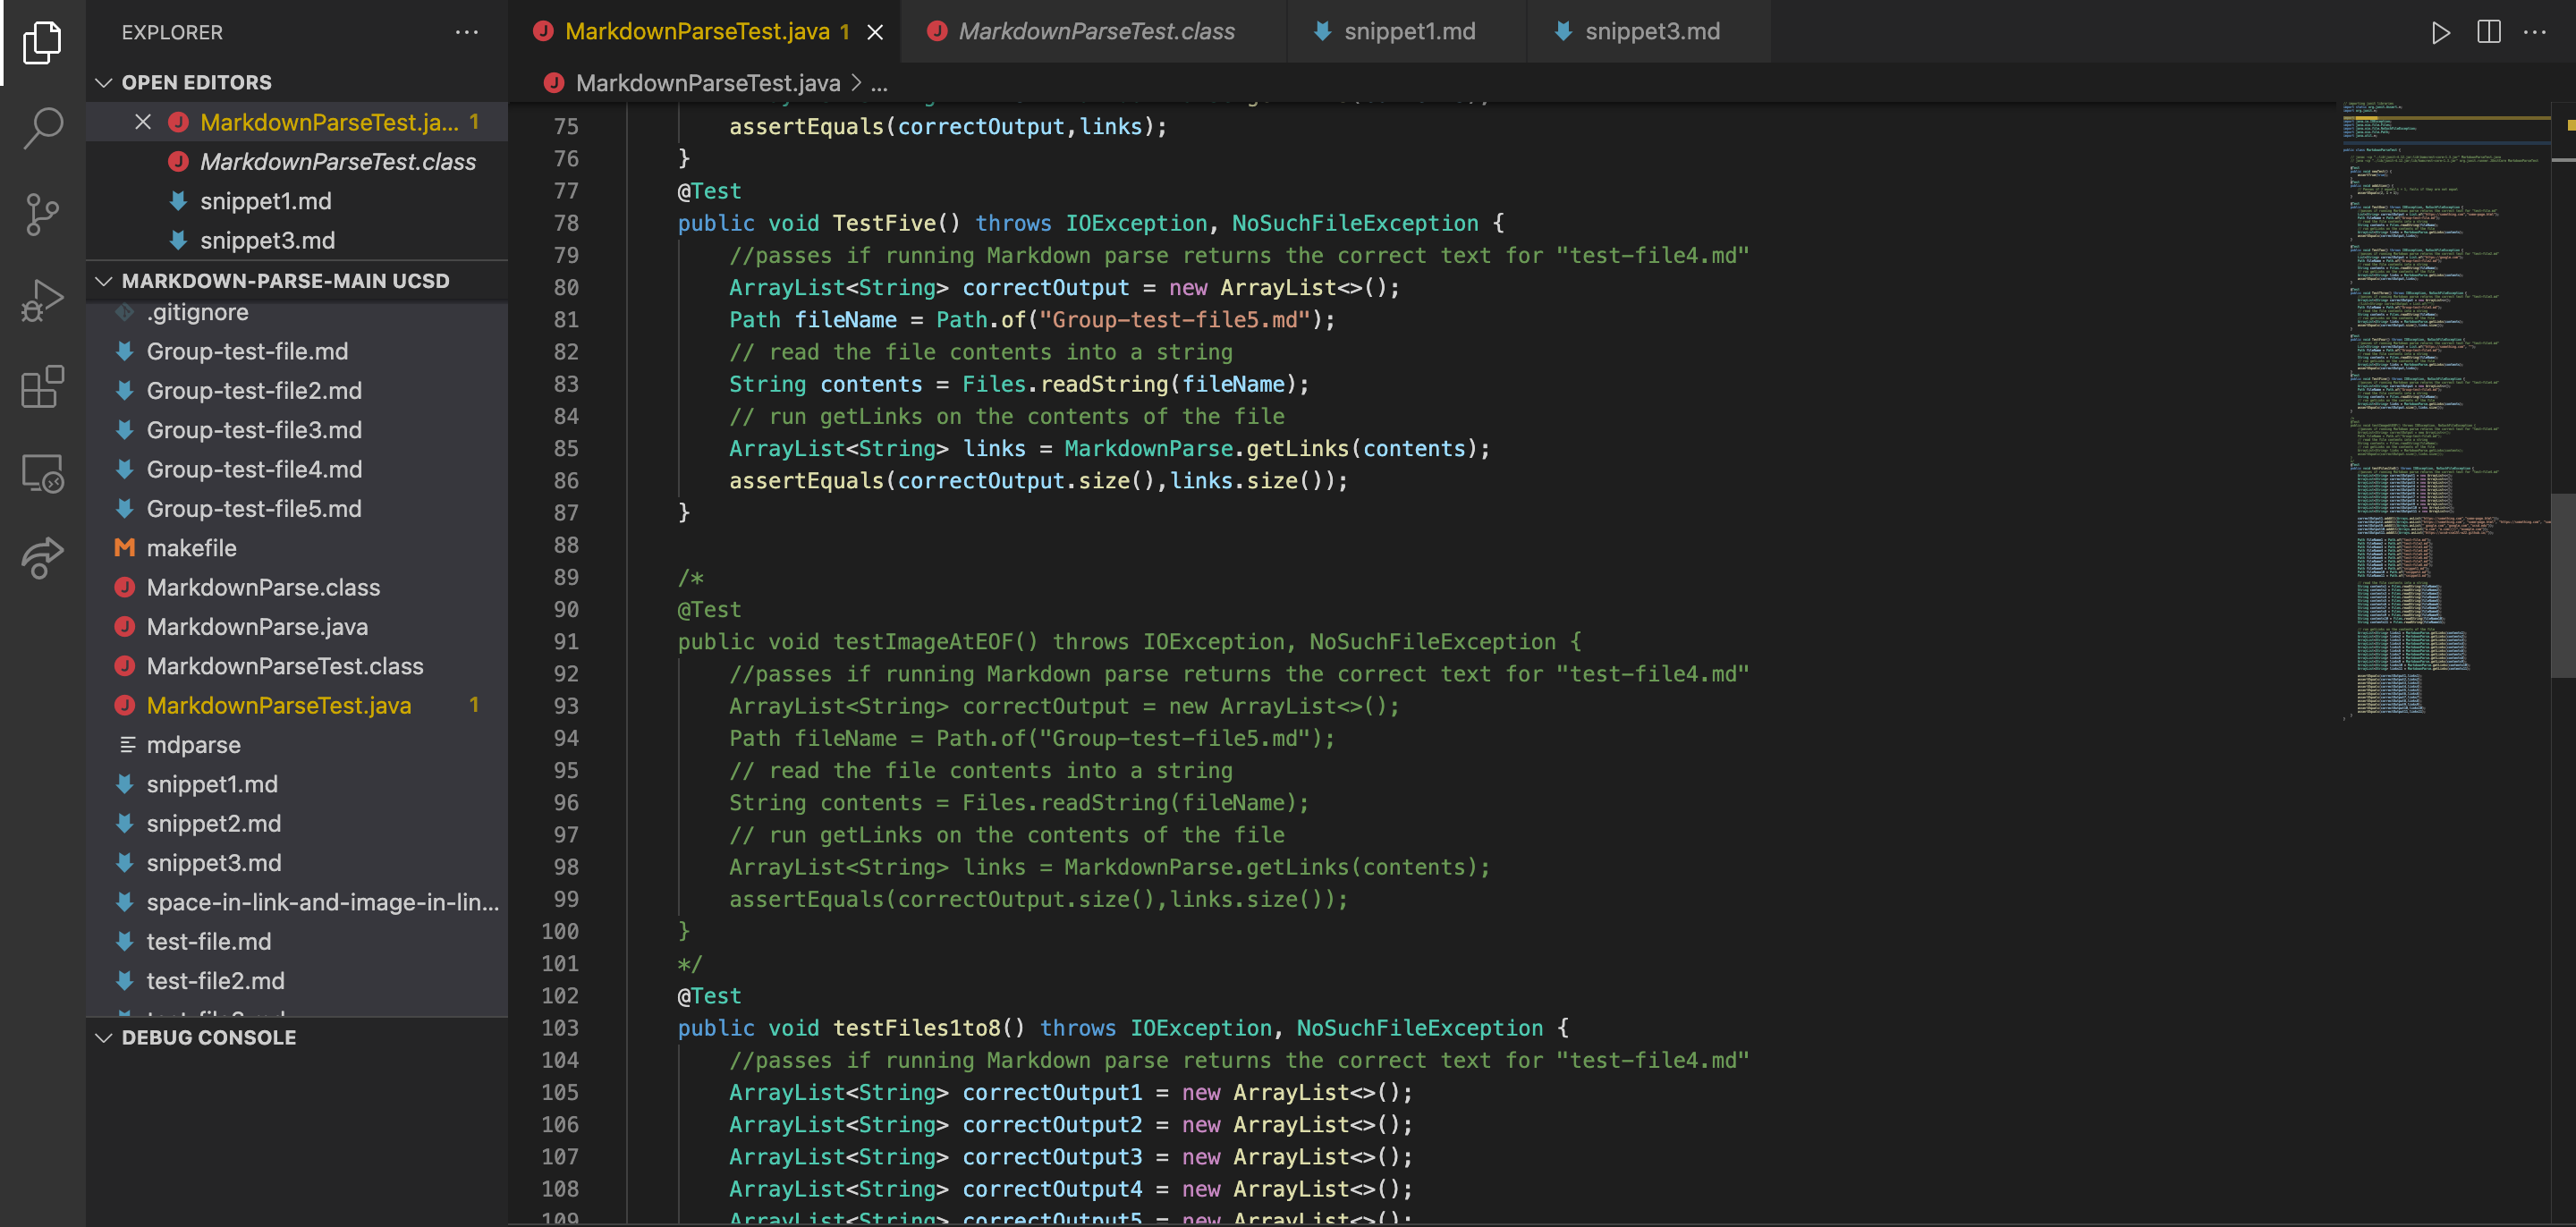 EXPLORER
OPEN EDITORS
MarkdownParseTest.ja... 1
MarkdownParseTest.class
snippet1.md
snippet3.md
MARKDOWN-PARSE-MAIN UCSD
.gitignore
Group-test-file.md
Group-test-file2.md
Group-test-file3.md
Group-test-file4.md
Group-test-file5.md
makefile
MarkdownParse.class
MarkdownParse.java
MarkdownParseTest.class
MarkdownParseTest.java 1
mdparse
snippet1.md
snippet2.md
snippet3.md
space-in-link-and-image-in-lin...
test-file.md
test-file2.md
DEBUG CONSOLE
MarkdownParseTest.java 1
MarkdownParseTest.class
snippet1.md
snippet3.md
MarkdownParseTest.java > ...
75 assertEquals(correctOutput,links);
76 }
77 @Test
78 public void TestFive() throws IOException, NoSuchFileException {
79 //passes if running Markdown parse returns the correct text for "test-file4.md"
80 ArrayList<String> correctOutput = new ArrayList<>();
81 Path fileName = Path.of("Group-test-file5.md");
82 // read the file contents into a string
83 String contents = Files.readString(fileName);
84 // run getLinks on the contents of the file
85 ArrayList<String> links = MarkdownParse.getLinks(contents);
86 assertEquals(correctOutput.size(),links.size());
87 }
88
89 /*
90 @Test
91 public void testImageAtEOF() throws IOException, NoSuchFileException {
92 //passes if running Markdown parse returns the correct text for "test-file4.md"
93 ArrayList<String> correctOutput = new ArrayList<>();
94 Path fileName = Path.of("Group-test-file5.md");
95 // read the file contents into a string
96 String contents = Files.readString(fileName);
97 // run getLinks on the contents of the file
98 ArrayList<String> links = MarkdownParse.getLinks(contents);
99 assertEquals(correctOutput.size(),links.size());
100 }
101 */
102 @Test
103 public void testFiles1to8() throws IOException, NoSuchFileException {
104 //passes if running Markdown parse returns the correct text for "test-file4.md"
105 ArrayList<String> correctOutput1 = new ArrayList<>();
106 ArrayList<String> correctOutput2 = new ArrayList<>();
107 ArrayList<String> correctOutput3 = new ArrayList<>();
108 ArrayList<String> correctOutput4 = new ArrayList<>();
109 ArrayList<String> correctOutput5 = new ArrayList<>();